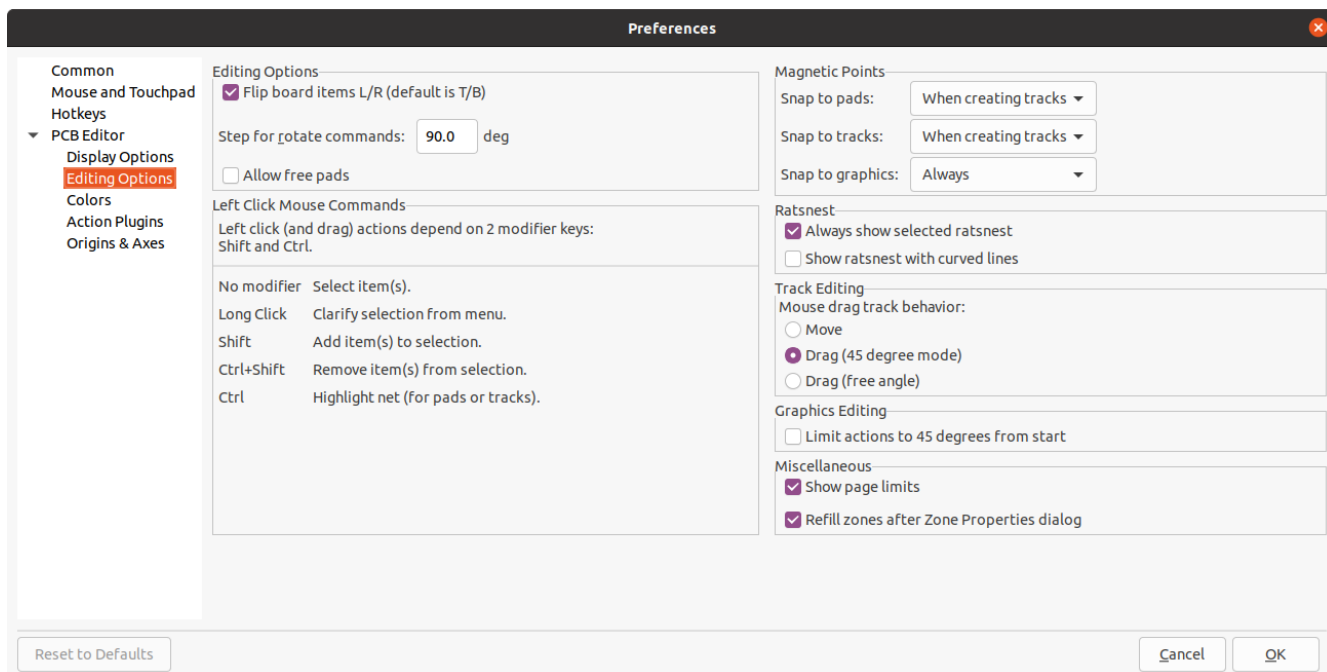 Preferences
Common
Mouse and Touchpad
Hotkeys
PCB Editor
Display Options
Editing Options
Colors
Action Plugins
Origins & Axes
Editing Options
Flip board items L/R (default is T/B)
Step for rotate commands: 90.0 deg
Allow free pads
Left Click Mouse Commands
Left click (and drag) actions depend on 2 modifier keys:
Shift and Ctrl.
No modifier Select item(s).
Long Click Clarify selection from menu.
Shift Add item(s) to selection.
Ctrl+Shift Remove item(s) from selection.
Ctrl Highlight net (for pads or tracks).
Magnetic Points
Snap to pads: When creating tracks
Snap to tracks: When creating tracks
Snap to graphics: Always
Ratsnest
Always show selected ratsnest
Show ratsnest with curved lines
Track Editing
Mouse drag track behavior:
Move
Drag (45 degree mode)
Drag (free angle)
Graphics Editing
Limit actions to 45 degrees from start
Miscellaneous
Show page limits
Refill zones after Zone Properties dialog
Reset to Defaults
Cancel
OK